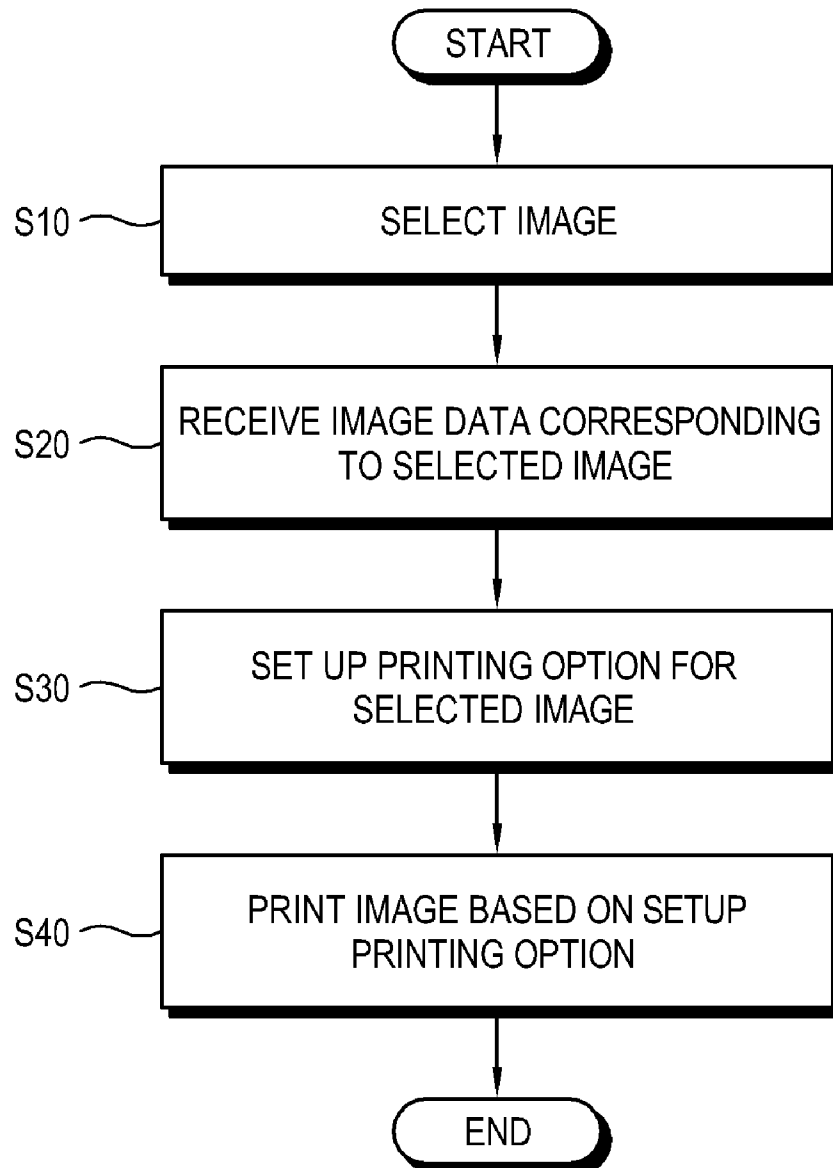 START
S10
SELECT IMAGE
S20
RECEIVE IMAGE DATA CORRESPONDING
TO SELECTED IMAGE
S30
SET UP PRINTING OPTION FOR
SELECTED IMAGE
S40
PRINT IMAGE BASED ON SETUP
PRINTING OPTION
END